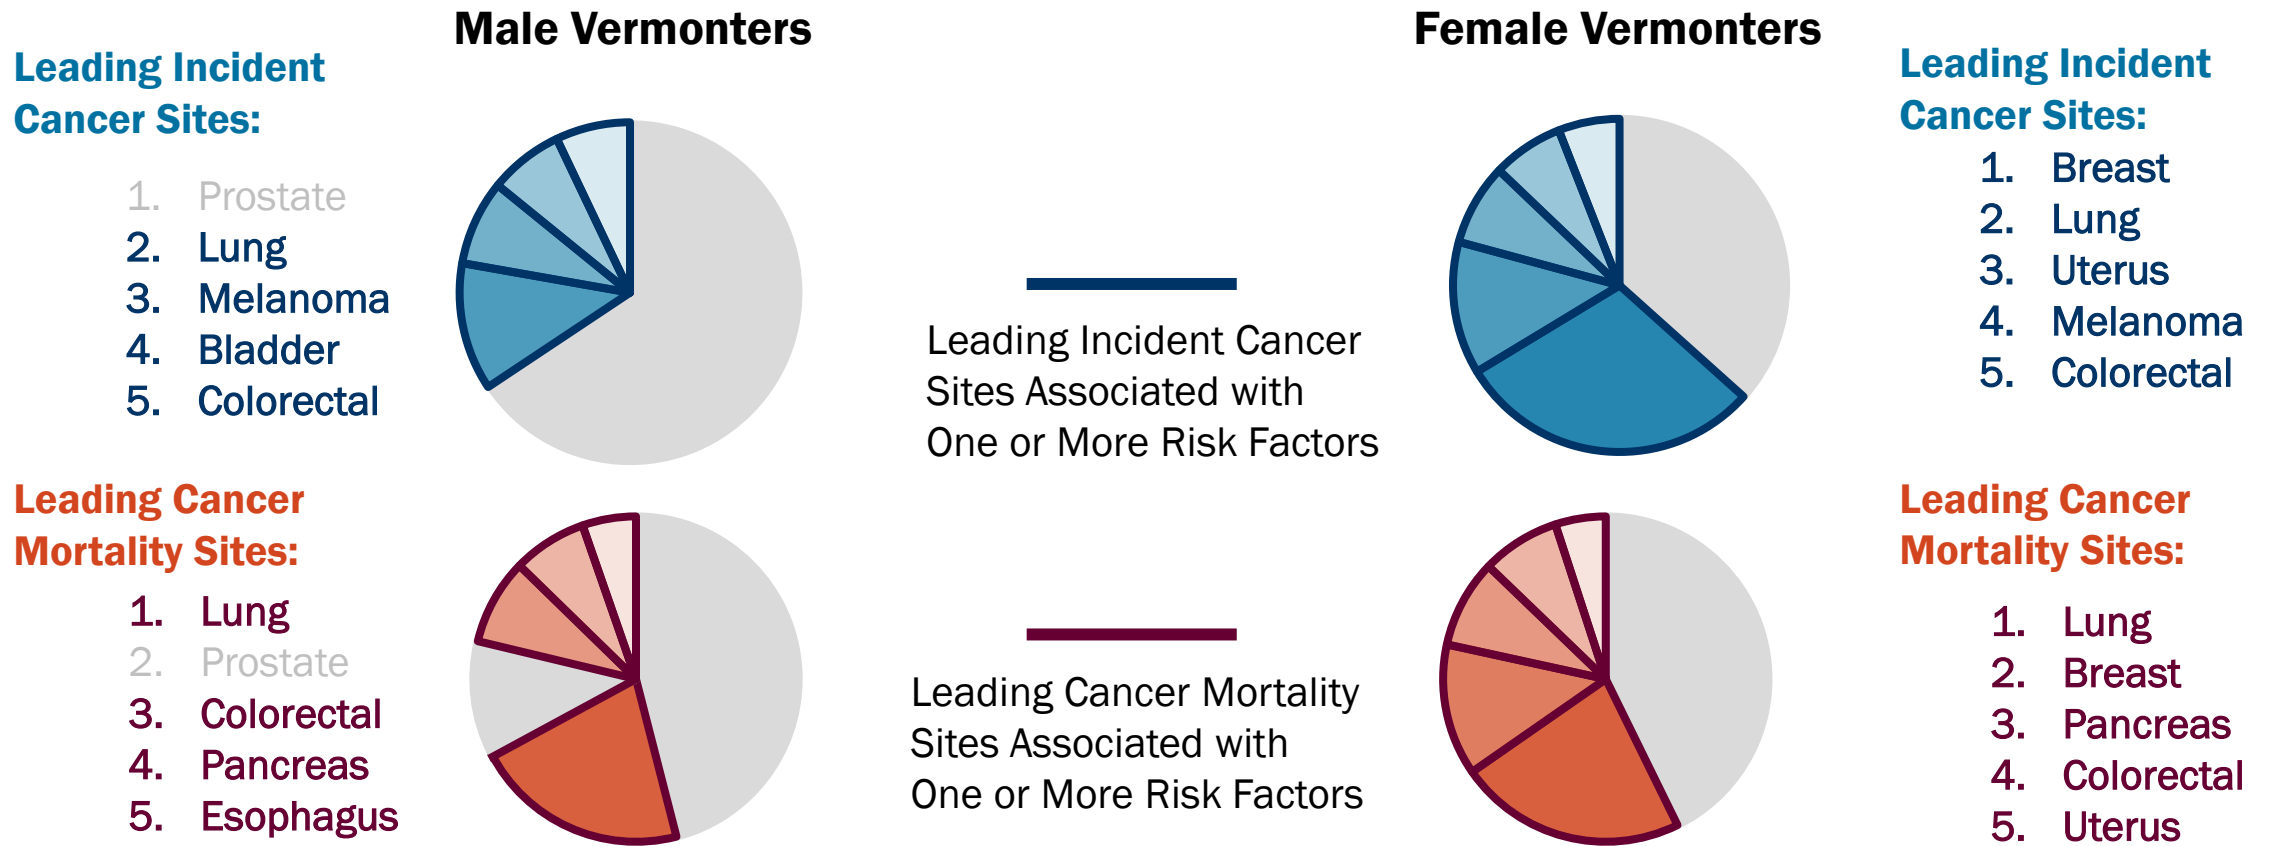 Male Vermonters
Female Vermonters
Leading Incident
Cancer Sites:
1. Prostate
2. Lung
3. Melanoma
4. Bladder
5. Colorectal
Leading Incident Cancer
Sites Associated with
One or More Risk Factors
Leading Incident
Cancer Sites:
1. Breast
2. Lung
3. Uterus
4. Melanoma
5. Colorectal
Leading Cancer
Mortality Sites:
1. Lung
2. Prostate
3. Colorectal
4. Pancreas
5. Esophagus
Leading Cancer Mortality
Sites Associated with
One or More Risk Factors
Leading Cancer
Mortality Sites:
1. Lung
2. Breast
3. Pancreas
4. Colorectal
5. Uterus